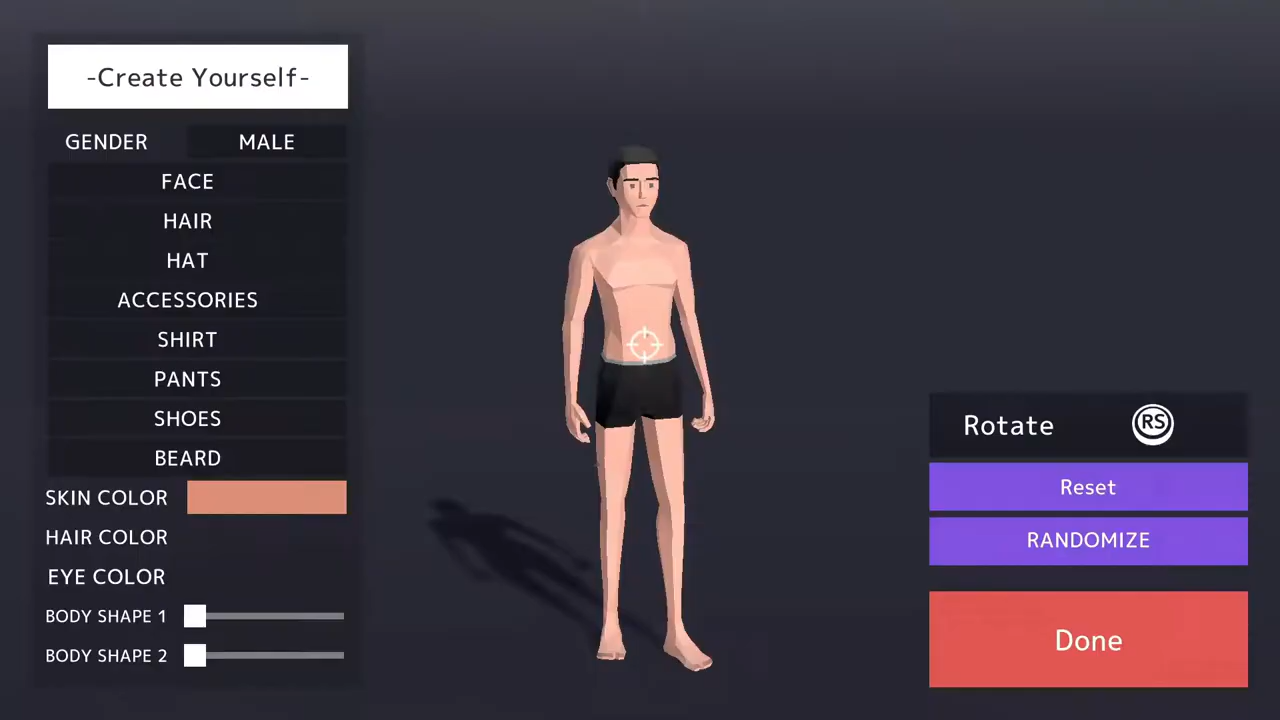 -Create Yourself-
GENDER MALE
FACE
HAIR
HAT
ACCESSORIES
SHIRT
PANTS
SHOES
BEARD
SKIN COLOR
HAIR COLOR
EYE COLOR
BODY SHAPE 1
BODY SHAPE 2
Rotate RS
Reset
RANDOMIZE
Done